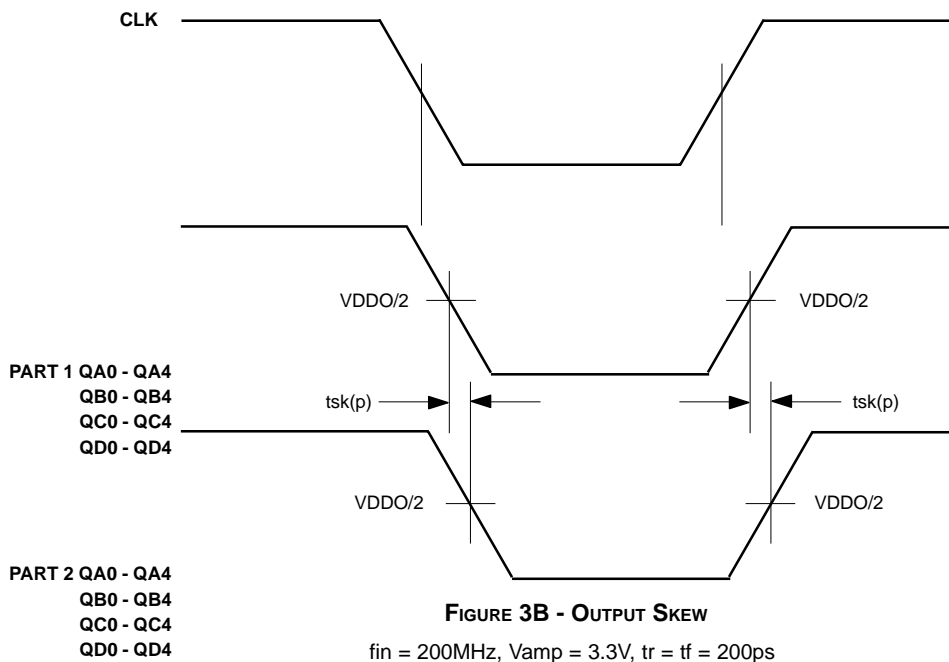 CLK
VDDO/2
VDDO/2
PART 1 QA0 - QA4
QB0 - QB4
QC0 - QC4
QD0 - QD4
tsk(p)
tsk(p)
VDDO/2
VDDO/2
PART 2 QA0 - QA4
QB0 - QB4
QC0 - QC4
QD0 - QD4
FIGURE 3B - OUTPUT SKEW
fin = 200MHz, Vamp = 3.3V, tr = tf = 200ps